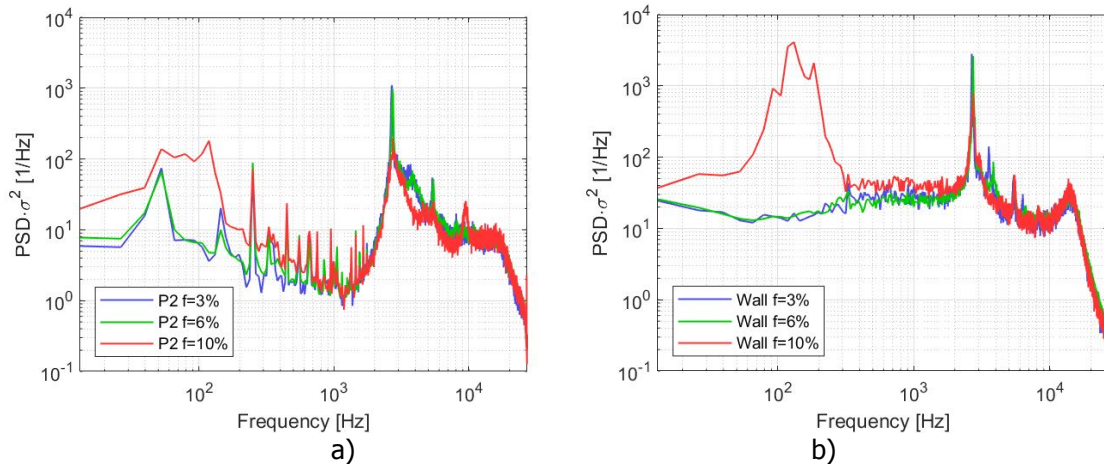 10^4
10^3
10^2
10^1
10^0
10^-1
PSD·σ^2 [1/Hz]
P2 f=3%
P2 f=6%
P2 f=10%
10^2
10^3
10^4
Frequency [Hz]
a)
10^4
10^3
10^2
10^1
10^0
10^-1
PSD·σ^2 [1/Hz]
Wall f=3%
Wall f=6%
Wall f=10%
10^2
10^3
10^4
Frequency [Hz]
b)